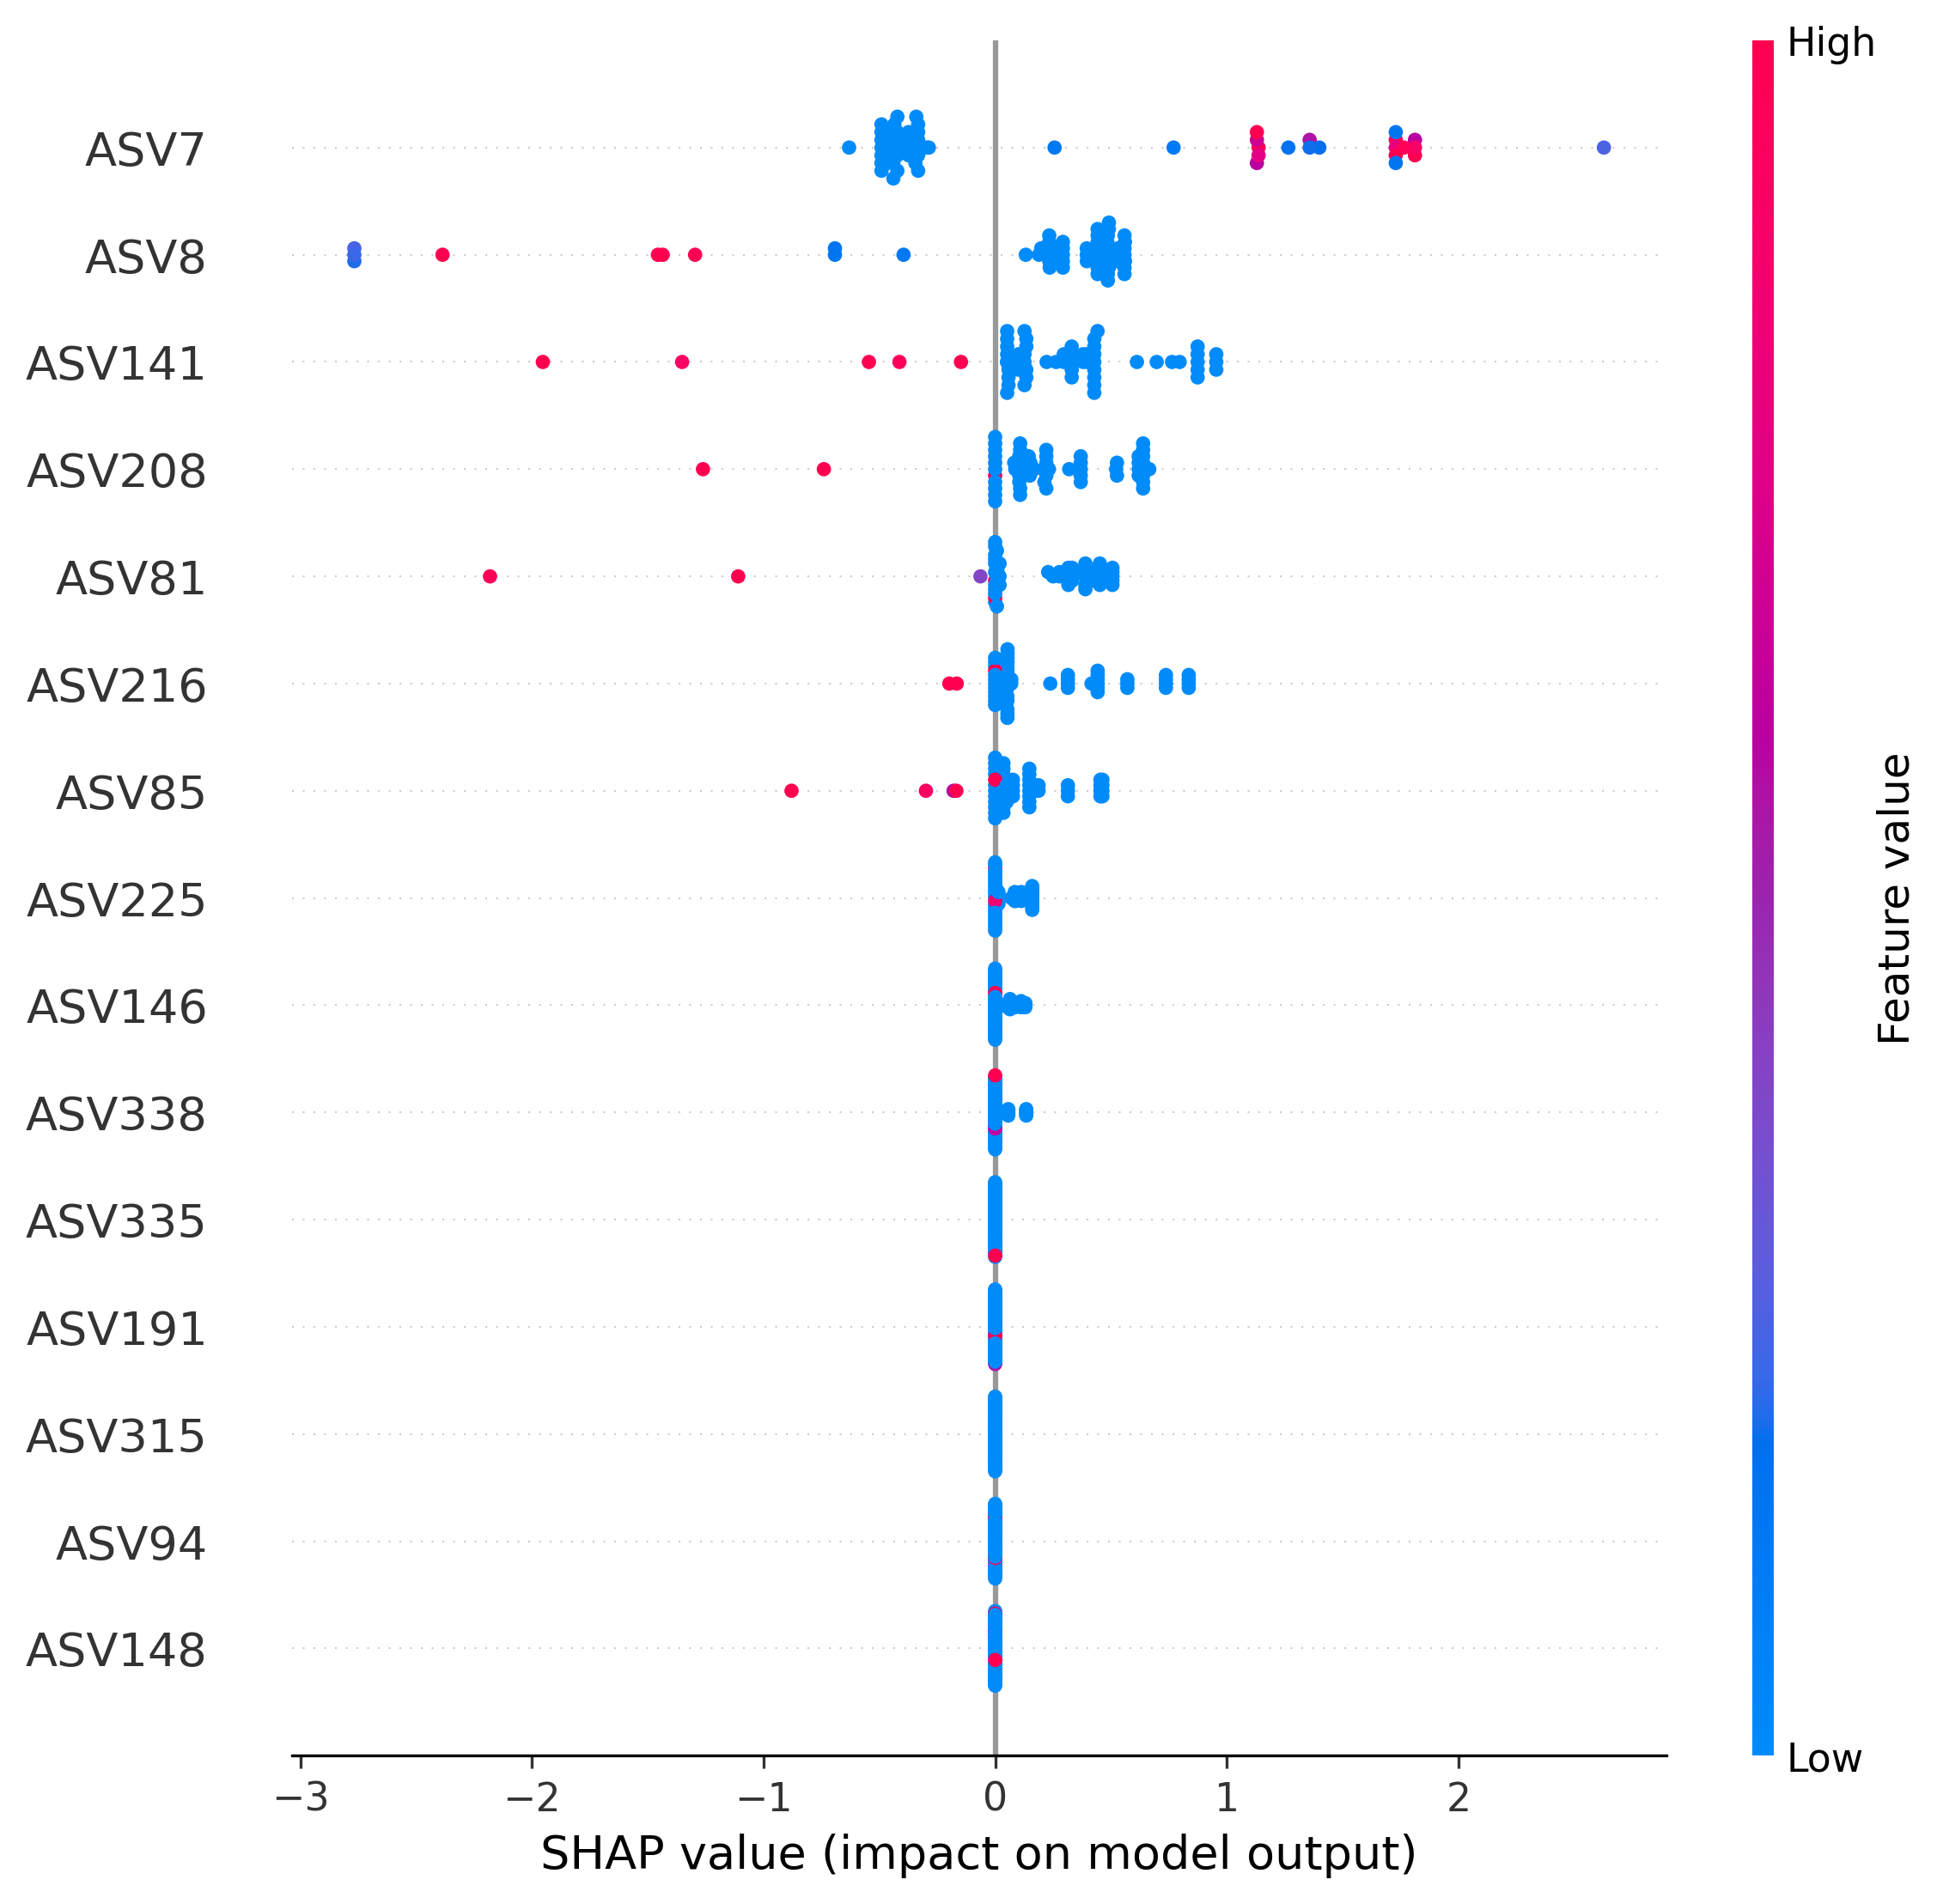 High
ASV7
ASV8
ASV141
ASV208
ASV81
ASV216
ASV85
ASV225
ASV146
ASV338
ASV335
ASV191
ASV315
ASV94
ASV148
Feature value
Low
−3 −2 −1 0 1 2
SHAP value (impact on model output)